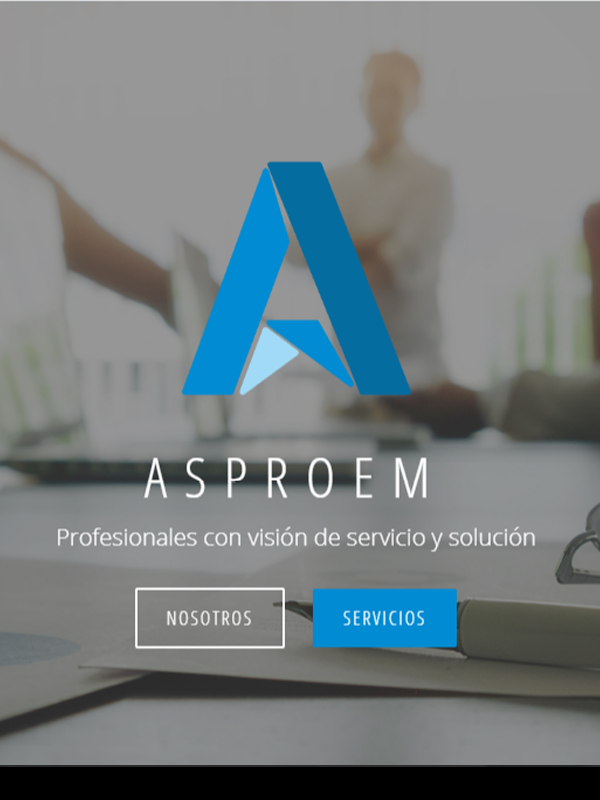 ASPROEM
Profesionales con visión de servicio y solución
NOSOTROS
SERVICIOS